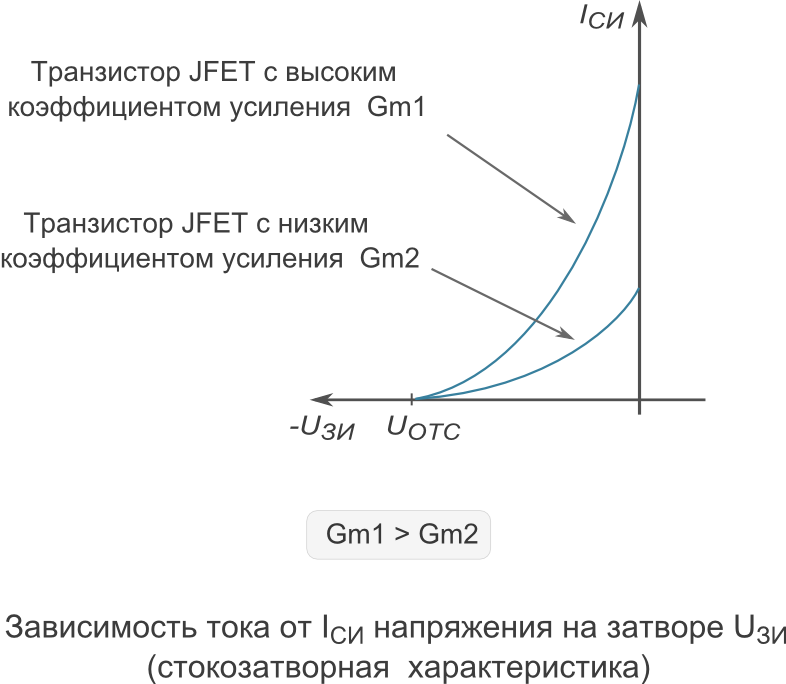 IСИ
Транзистор JFET с высоким
коэффициентом усиления Gm1
Транзистор JFET с низким
коэффициентом усиления Gm2
-UЗИ
UОТС
Gm1 > Gm2
Зависимость тока от IСИ напряжения на затворе UЗИ
(стокозатворная характеристика)